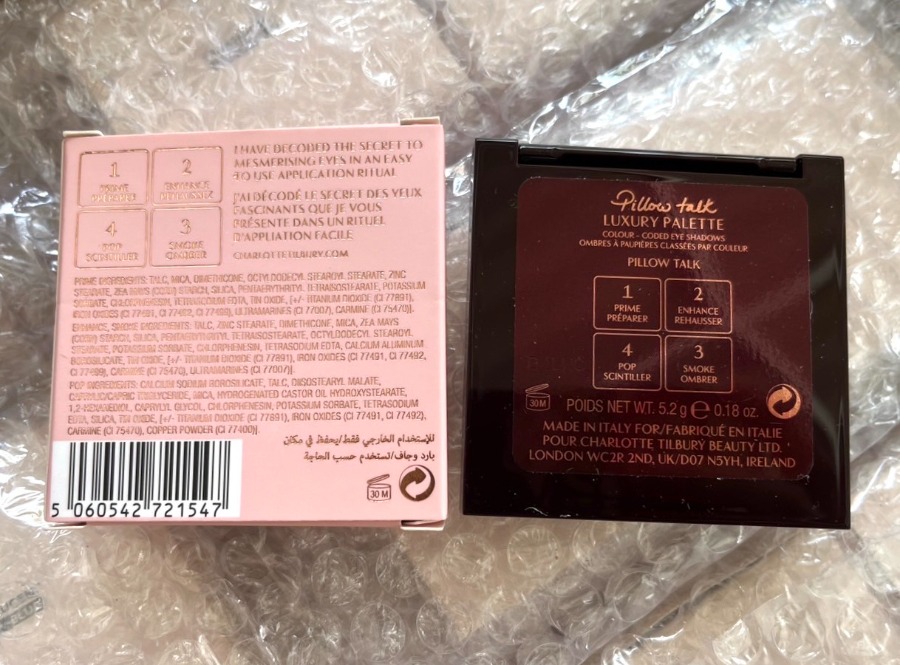 1
PRIME
PRÉPARER
2
ENHANCE
REHAUSSEZ
4
POP
SCINTILLER
3
SMOKE
OMBRER
I HAVE DECODED THE SECRET TO
MESMERISING EYES IN AN EASY
TO USE APPLICATION RITUAL
J'AI DÉCODÉ LE SECRET DES YEUX
FASCINANTS QUE JE VOUS
PRÉSENTE DANS UN RITUEL
D'APPLIATION FACILE
CHARLOTTETILBURY.COM
PRIME INGREDIENTS: TALC, MICA, DIMETHICONE, OCTYLDODECYL STEAROYL STEARATE, ZINC
STEARATE, ZEA MAYS (CORN) STARCH, SILICA, PENTAERYTHRITYL TETRAISOSTEARATE, POTASSIUM
SORBATE, CHLORPHENESIN, TETRASODIUM EDTA, TIN OXIDE, [+/- TITANIUM DIOXIDE (CI 77891),
IRON OXIDES (CI 77491, CI 77492, CI 77499), ULTRAMARINES (CI 77007), CARMINE (CI 75470)].
ENHANCE, SMOKE INGREDIENTS: TALC, ZINC STEARATE, DIMETHICONE, MICA, ZEA MAYS
(CORN) STARCH, SILICA, PENTAERYTHRITYL TETRAISOSTEARATE, OCTYLDODECYL STEAROYL
STEARATE, POTASSIUM SORBATE, CHLORPHENESIN, TETRASODIUM EDTA, CALCIUM ALUMINUM
BOROSILICATE, TIN OXIDE, [+/- TITANIUM DIOXIDE (CI 77891), IRON OXIDES (CI 77491, CI 77492,
CI 77499), CARMINE (CI 75470), ULTRAMARINES (CI 77007)].
POP INGREDIENTS: CALCIUM SODIUM BOROSILICATE, TALC, DIISOSTEARYL MALATE,
CAPRYLIC/CAPRIC TRIGLYCERIDE, MICA, HYDROGENATED CASTOR OIL HYDROXYSTEARATE,
1,2-HEXANEDIOL, CAPRYLYL GLYCOL, CHLORPHENESIN, POTASSIUM SORBATE, TETRASODIUM
EDTA, SILICA, TIN OXIDE, [+/- TITANIUM DIOXIDE (CI 77891), IRON OXIDES (CI 77491, CI 77492),
CARMINE (CI 75470), COPPER POWDER (CI 77400)].
للإستخدام الخارجي فقط/يحفظ في مكان
بارد وجاف/تستخدم حسب الحاجة
30 M
5 060542 721547
Pillow talk
LUXURY PALETTE
COLOUR – CODED EYE SHADOWS
OMBRES À PAUPIÈRES CLASSÉES PAR COULEUR
PILLOW TALK
1
PRIME
PRÉPARER
2
ENHANCE
REHAUSSER
4
POP
SCINTILLER
3
SMOKE
OMBRER
30 M
POIDS NET WT. 5.2 g ℮ 0.18 oz.
MADE IN ITALY FOR/FABRIQUÉ EN ITALIE
POUR CHARLOTTE TILBURY BEAUTY LTD.
LONDON WC2R 2ND, UK/D07 N5YH, IRELAND